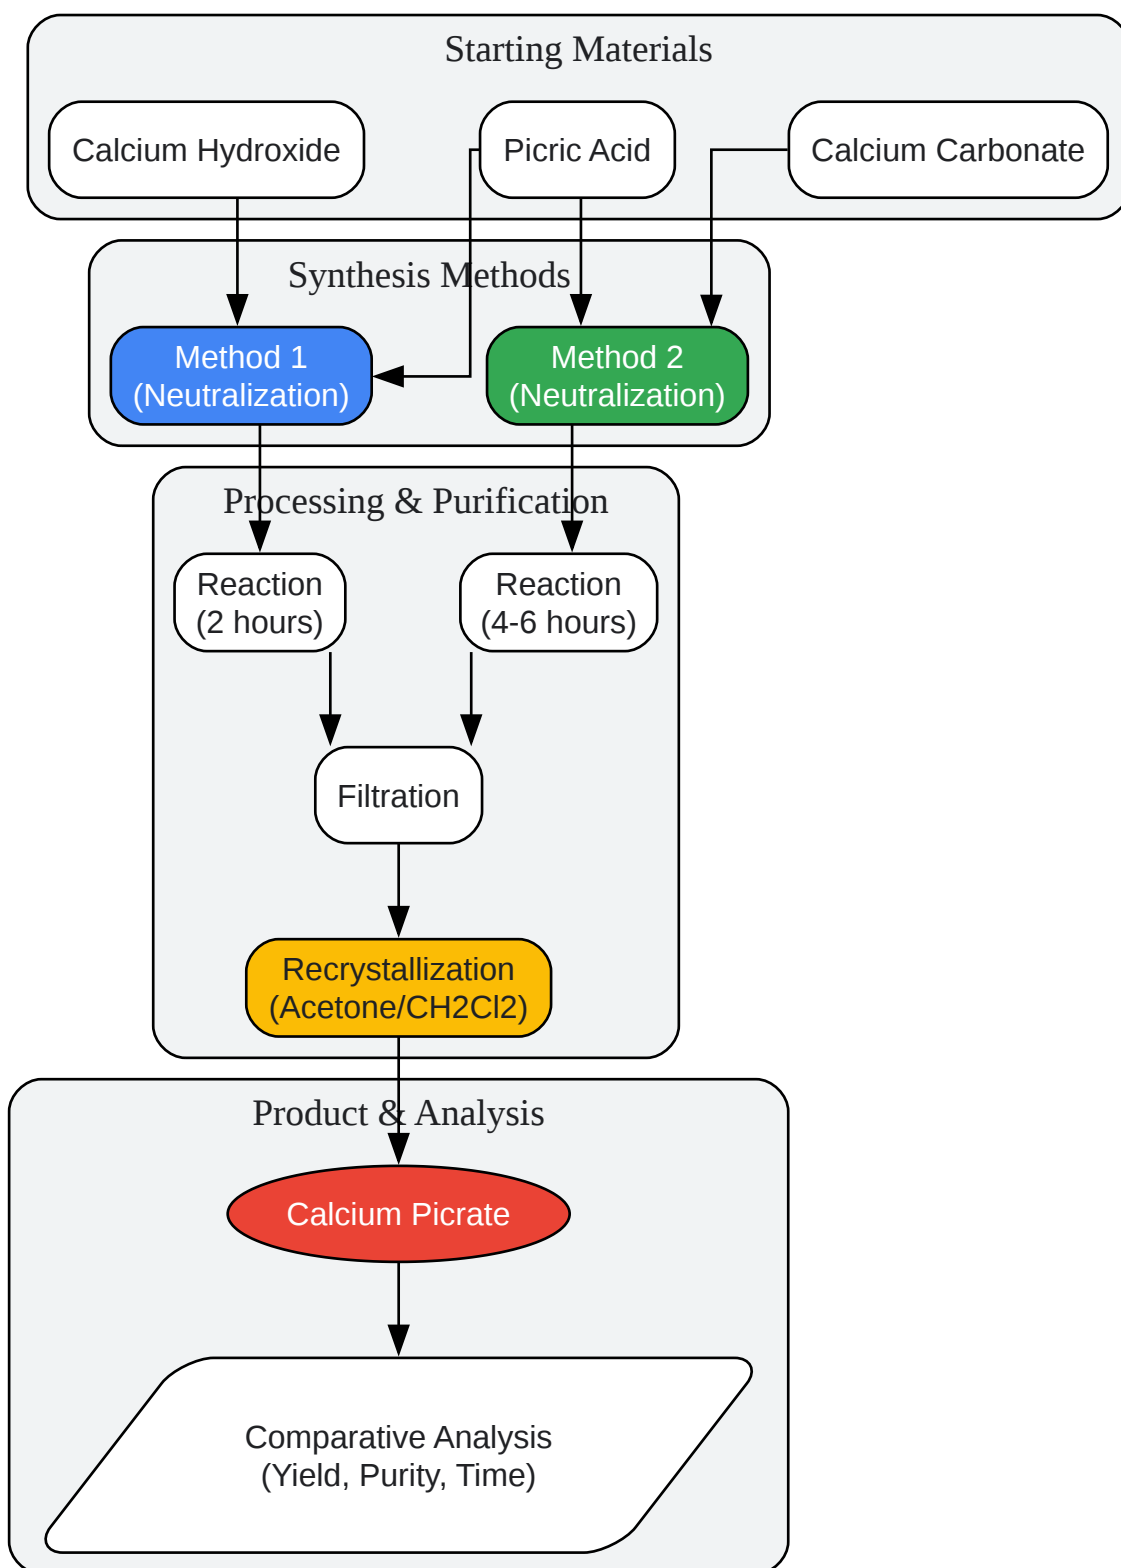 Starting Materials
Calcium Hydroxide
Picric Acid
Calcium Carbonate
Synthesis Methods
Method 1
(Neutralization)
Method 2
(Neutralization)
Processing & Purification
Reaction
(2 hours)
Reaction
(4-6 hours)
Filtration
Recrystallization
(Acetone/CH2Cl2)
Product & Analysis
Calcium Picrate
Comparative Analysis
(Yield, Purity, Time)